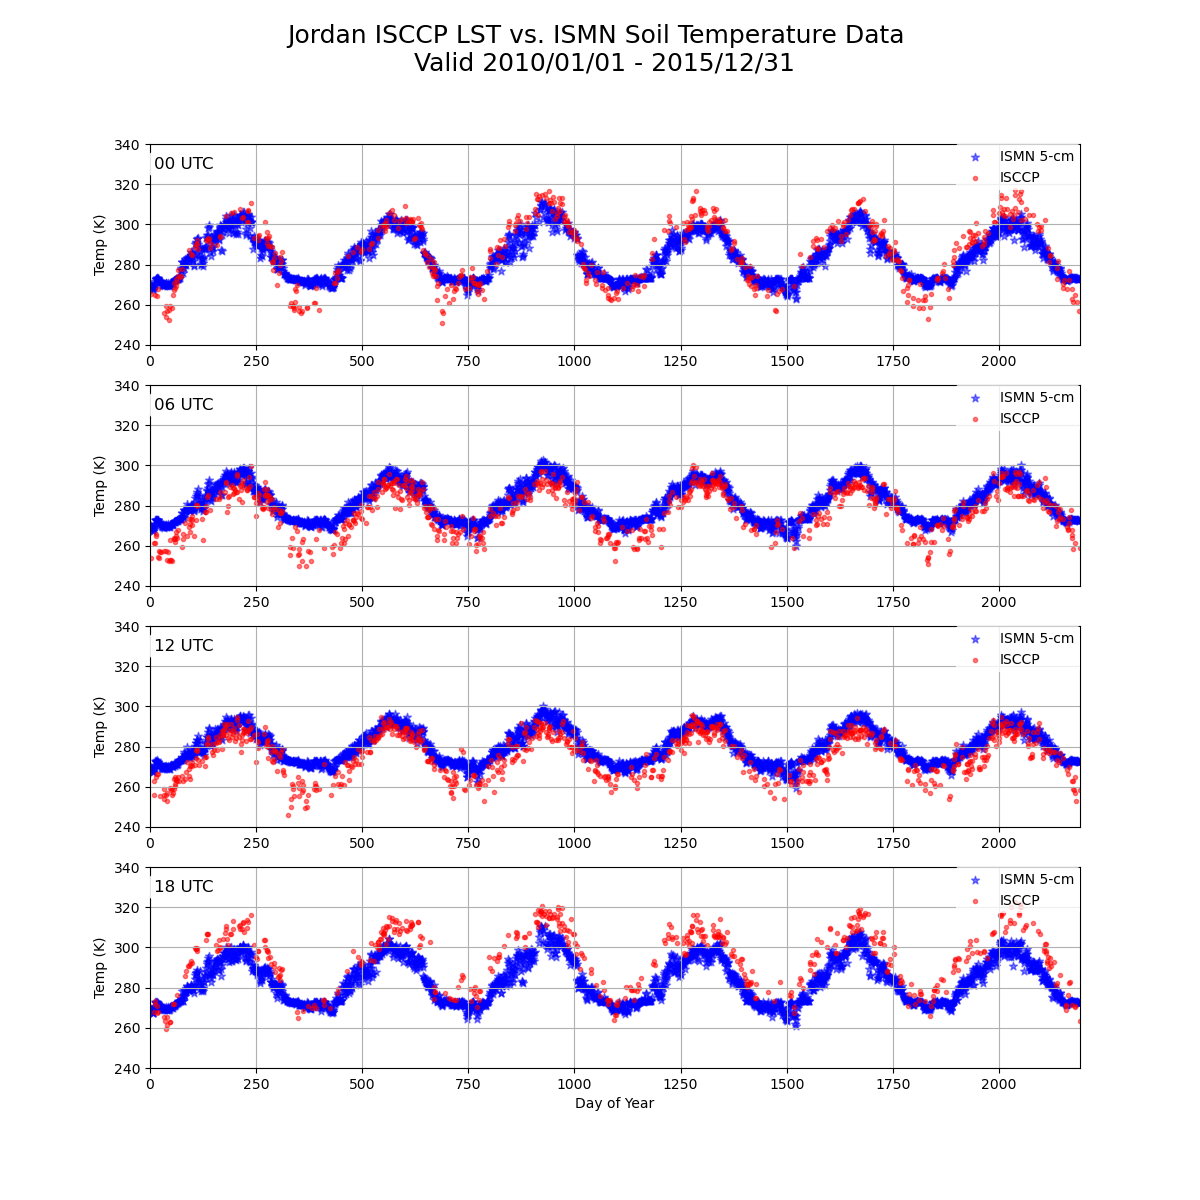 Jordan ISCCP LST vs. ISMN Soil Temperature Data
Valid 2010/01/01 - 2015/12/31
340
320
300
280
260
240
Temp (K)
00 UTC
ISMN 5-cm
ISCCP
0 250 500 750 1000 1250 1500 1750 2000
340
320
300
280
260
240
Temp (K)
06 UTC
ISMN 5-cm
ISCCP
0 250 500 750 1000 1250 1500 1750 2000
340
320
300
280
260
240
Temp (K)
12 UTC
ISMN 5-cm
ISCCP
0 250 500 750 1000 1250 1500 1750 2000
340
320
300
280
260
240
Temp (K)
18 UTC
ISMN 5-cm
ISCCP
0 250 500 750 1000 1250 1500 1750 2000
Day of Year